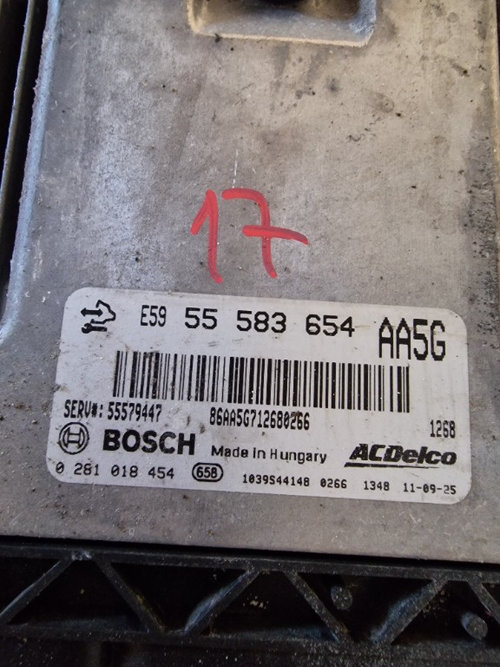 17
E59 55 583 654 AA5G
SERV#: 55579447 86AA5G712680266 1268
BOSCH Made in Hungary ACDelco
0 281 018 454 658 1039S44148 0266 1348 11-09-25